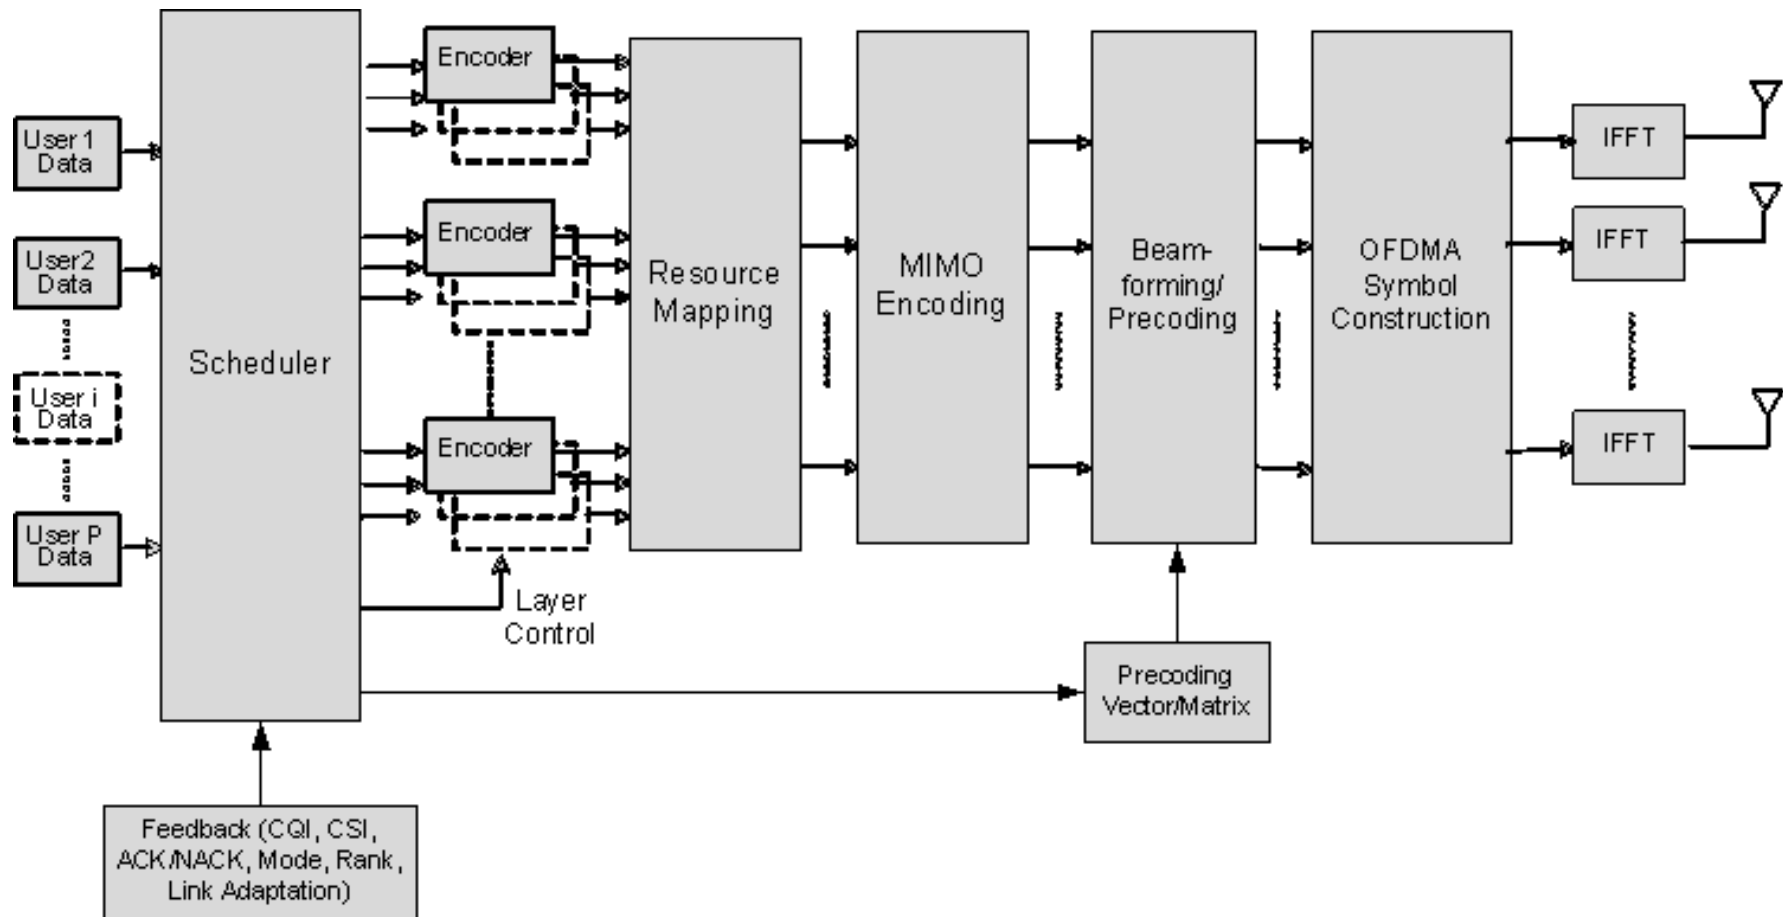 User 1
Data
User2
Data
User i
Data
User P
Data
Scheduler
Encoder
Encoder
Encoder
Layer
Control
Resource
Mapping
MIMO
Encoding
Beam-
forming/
Precoding
OFDMA
Symbol
Construction
IFFT
IFFT
IFFT
Precoding
Vector/Matrix
Feedback (CQI, CSI,
ACK/NACK, Mode, Rank,
Link Adaptation)